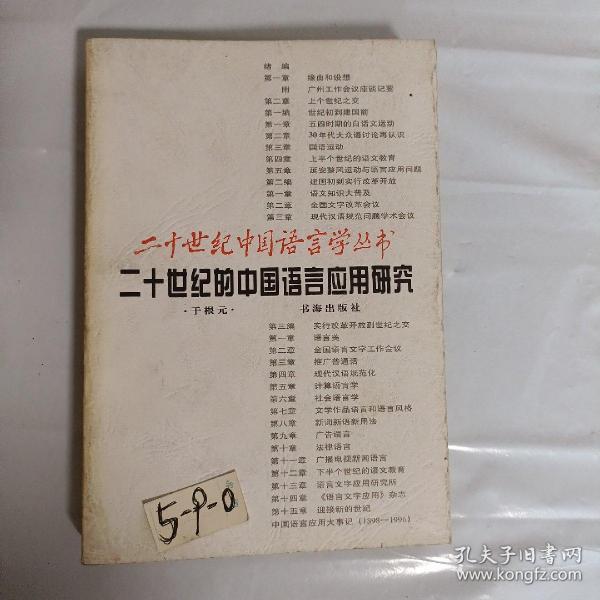 绪编
第一章 缘由和设想
附 广州工作会议座谈记要
第二章 上个世纪之交
第一编 世纪初到建国前
第一章 五四时期的白话文运动
第二章 30年代大众语讨论再认识
第三章 国语运动
第四章 上半个世纪的语文教育
第五章 延安整风运动与语言应用问题
第二编 建国初到实行改革开放
第一章 语文知识大普及
第二章 全国文字改革会议
第三章 现代汉语规范问题学术会议
二十世纪中国语言学丛书
二十世纪的中国语言应用研究
·于根元· 书海出版社
第三编 实行改革开放到世纪之交
第一章 语言美
第二章 全国语言文字工作会议
第三章 推广普通话
第四章 现代汉语规范化
第五章 计算语言学
第六章 社会语言学
第七章 文学作品语言和语言风格
第八章 新词新语新用法
第九章 广告语言
第十章 法律语言
第十一章 广播电视新闻语言
第十二章 下半个世纪的语文教育
第十三章 语言文字应用研究所
第十四章 《语言文字应用》杂志
第十五章 迎接新的世纪
中国语言应用大事记(1898—1996)
5-9-0
孔夫子旧书网
www.kongfz.com